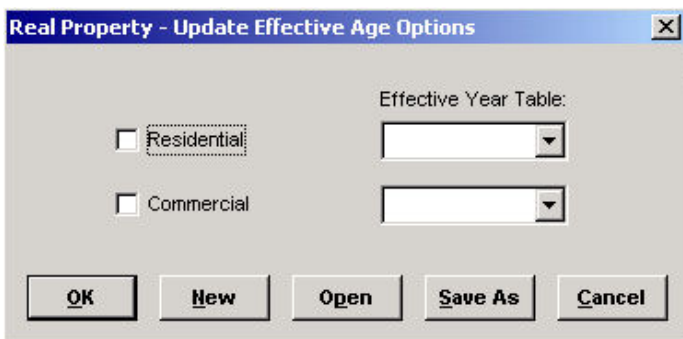 Real Property - Update Effective Age Options
Effective Year Table:
Residential
Commercial
OK New Open Save As Cancel